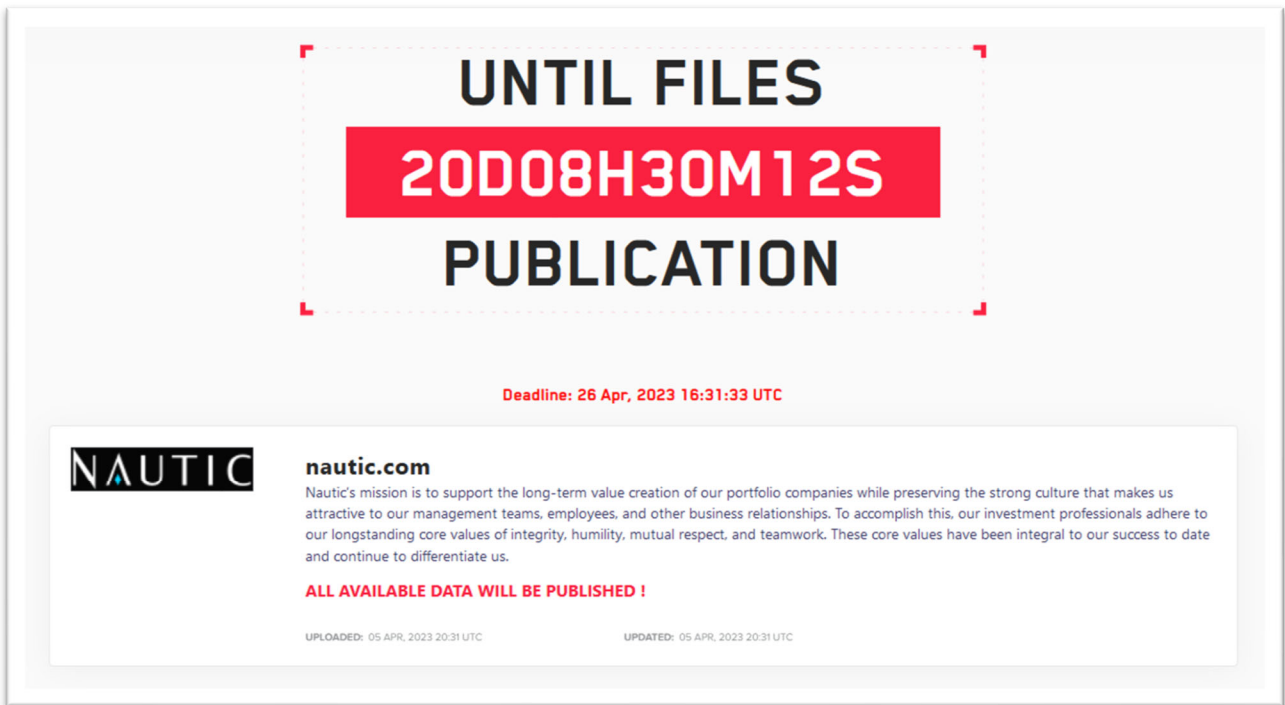 UNTIL FILES
20D08H30M12S
PUBLICATION
Deadline: 26 Apr, 2023 16:31:33 UTC
NAUTIC
nautic.com
Nautic's mission is to support the long-term value creation of our portfolio companies while preserving the strong culture that makes us
attractive to our management teams, employees, and other business relationships. To accomplish this, our investment professionals adhere to
our longstanding core values of integrity, humility, mutual respect, and teamwork. These core values have been integral to our success to date
and continue to differentiate us.
ALL AVAILABLE DATA WILL BE PUBLISHED !
UPLOADED: 05 APR, 2023 20:31 UTC UPDATED: 05 APR, 2023 20:31 UTC